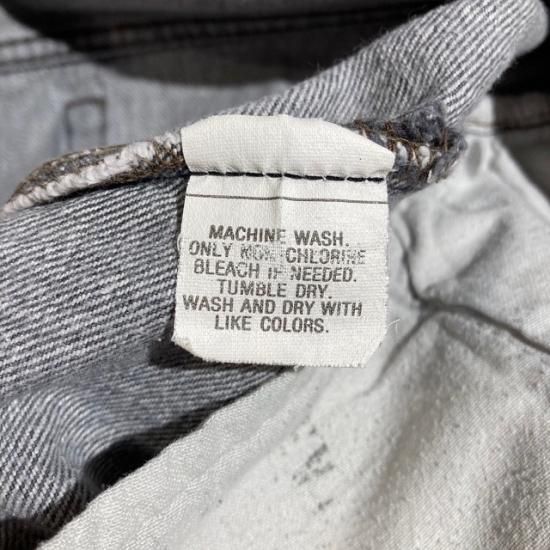 MACHINE WASH.
ONLY NON-CHLORINE
BLEACH IF NEEDED.
TUMBLE DRY.
WASH AND DRY WITH
LIKE COLORS.